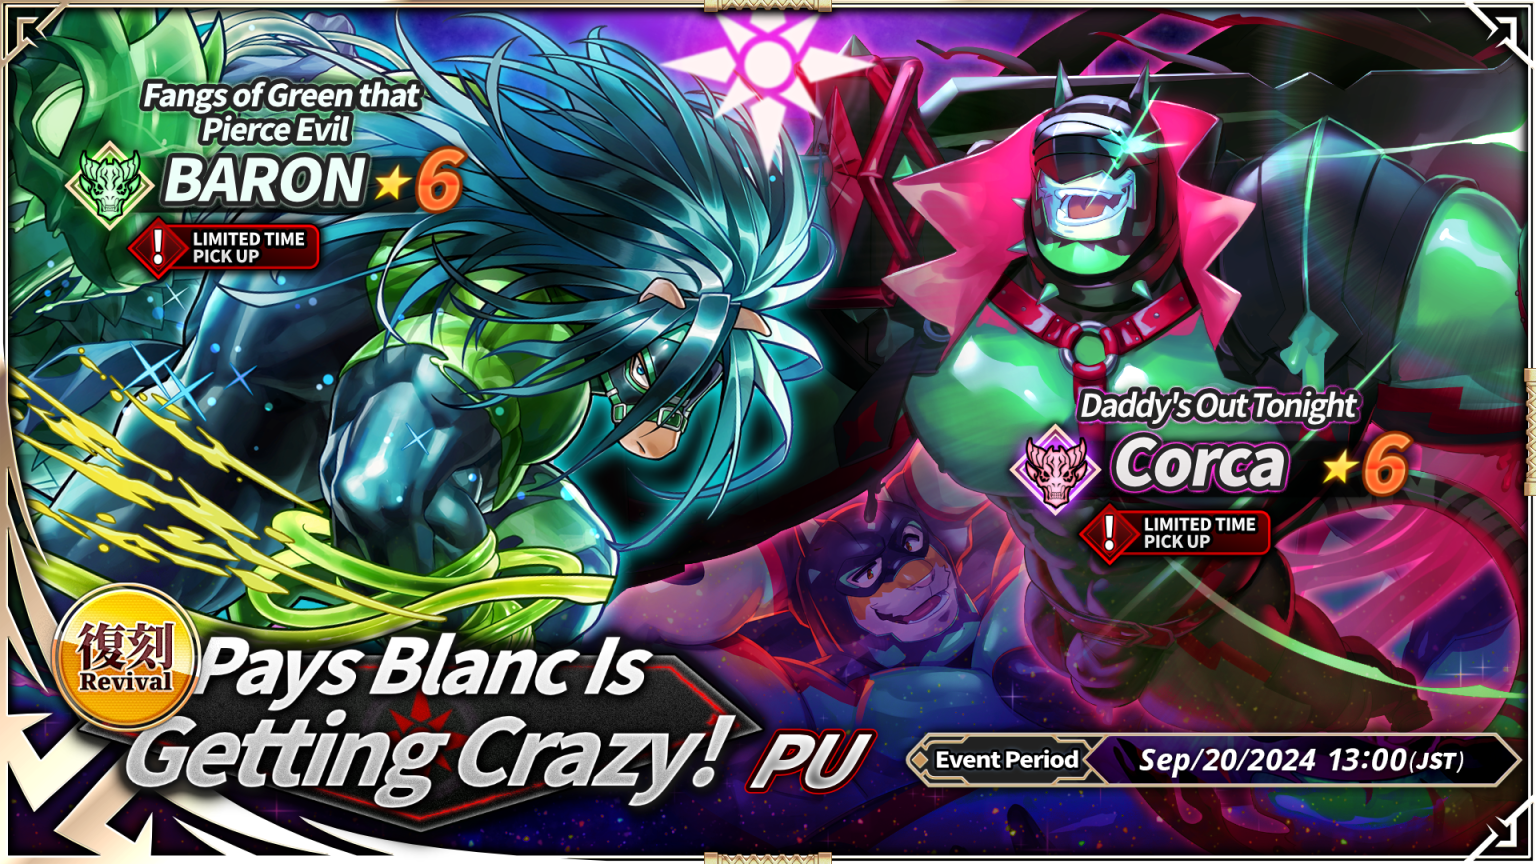 Fangs of Green that
Pierce Evil
BARON ★6
LIMITED TIME
PICK UP
Daddy's Out Tonight
Corca ★6
LIMITED TIME
PICK UP
復刻
Revival
Pays Blanc Is
Getting Crazy! PU
Event Period Sep/20/2024 13:00(JST)